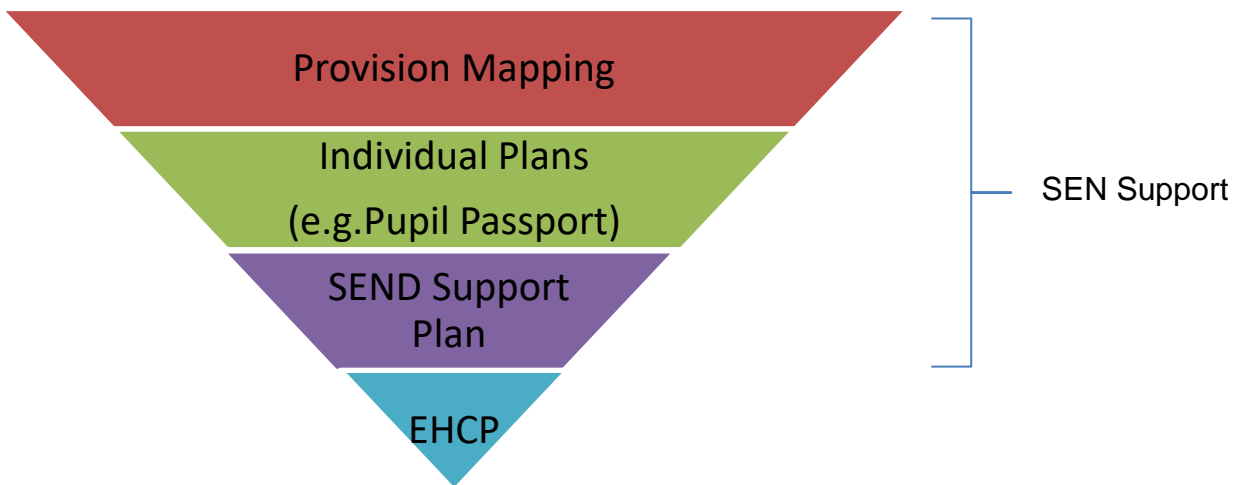 Provision Mapping
Individual Plans
(e.g.Pupil Passport)
SEN Support
SEND Support
Plan
EHCP